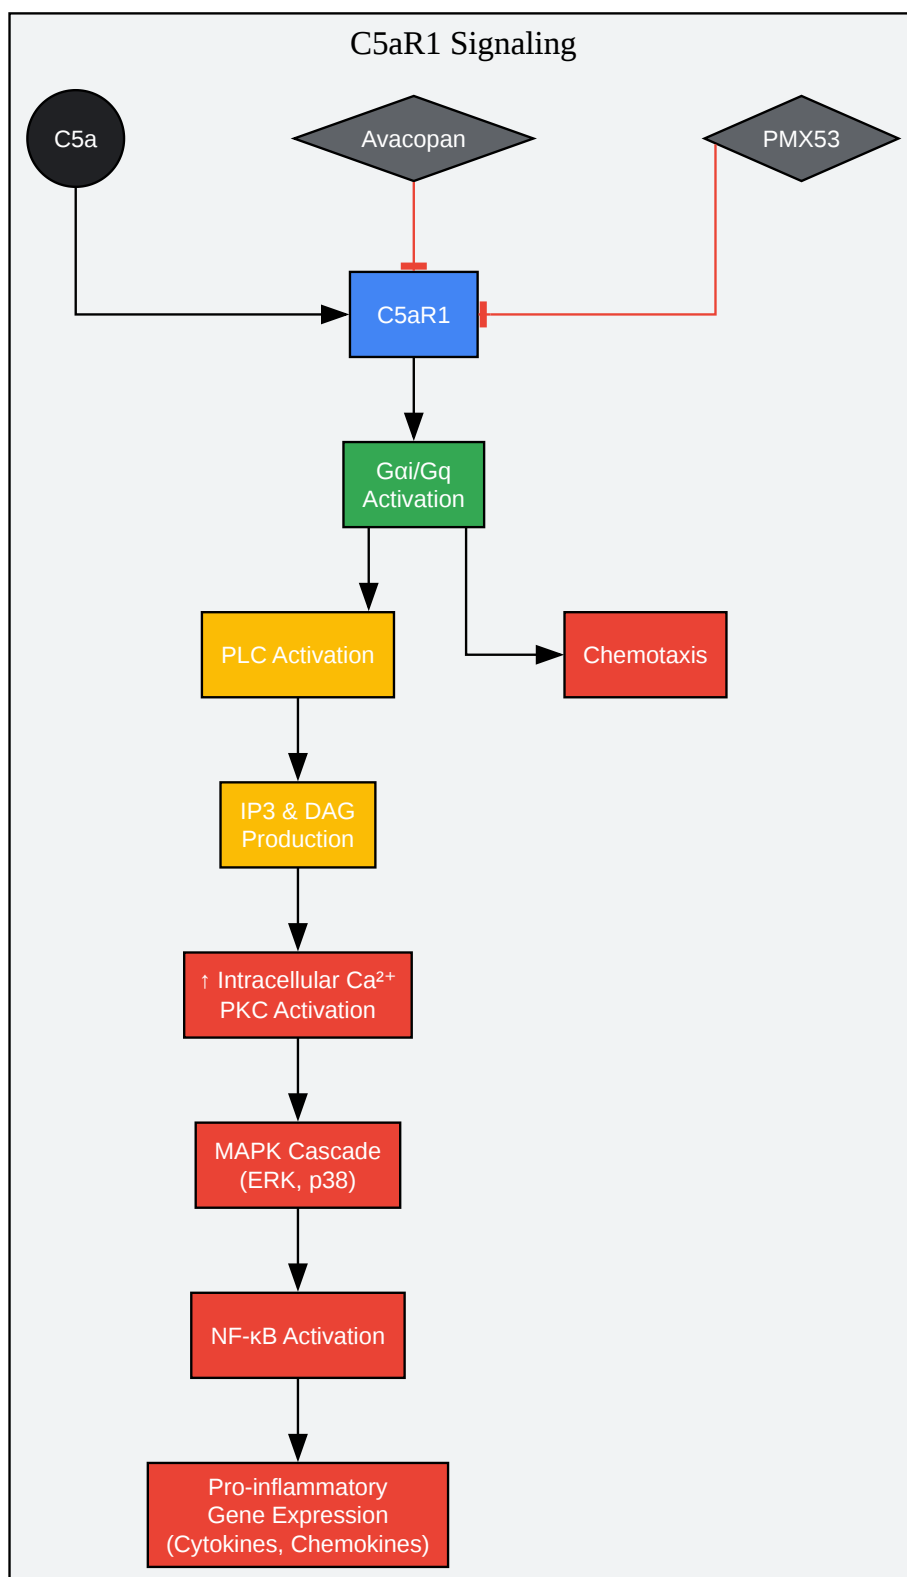 C5aR1 Signaling
C5a
Avacopan
PMX53
C5aR1
Gαi/Gq
Activation
PLC Activation
Chemotaxis
IP3 & DAG
Production
↑ Intracellular Ca²⁺
PKC Activation
MAPK Cascade
(ERK, p38)
NF-κB Activation
Pro-inflammatory
Gene Expression
(Cytokines, Chemokines)